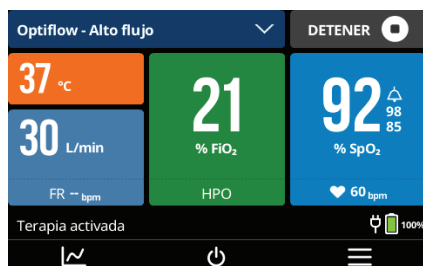 Optiflow - Alto flujo
DETENER
37 °C
30 L/min
FR -- bpm
21
% FiO₂
HPO
92
98
85
% SpO₂
60 bpm
Terapia activada
100%